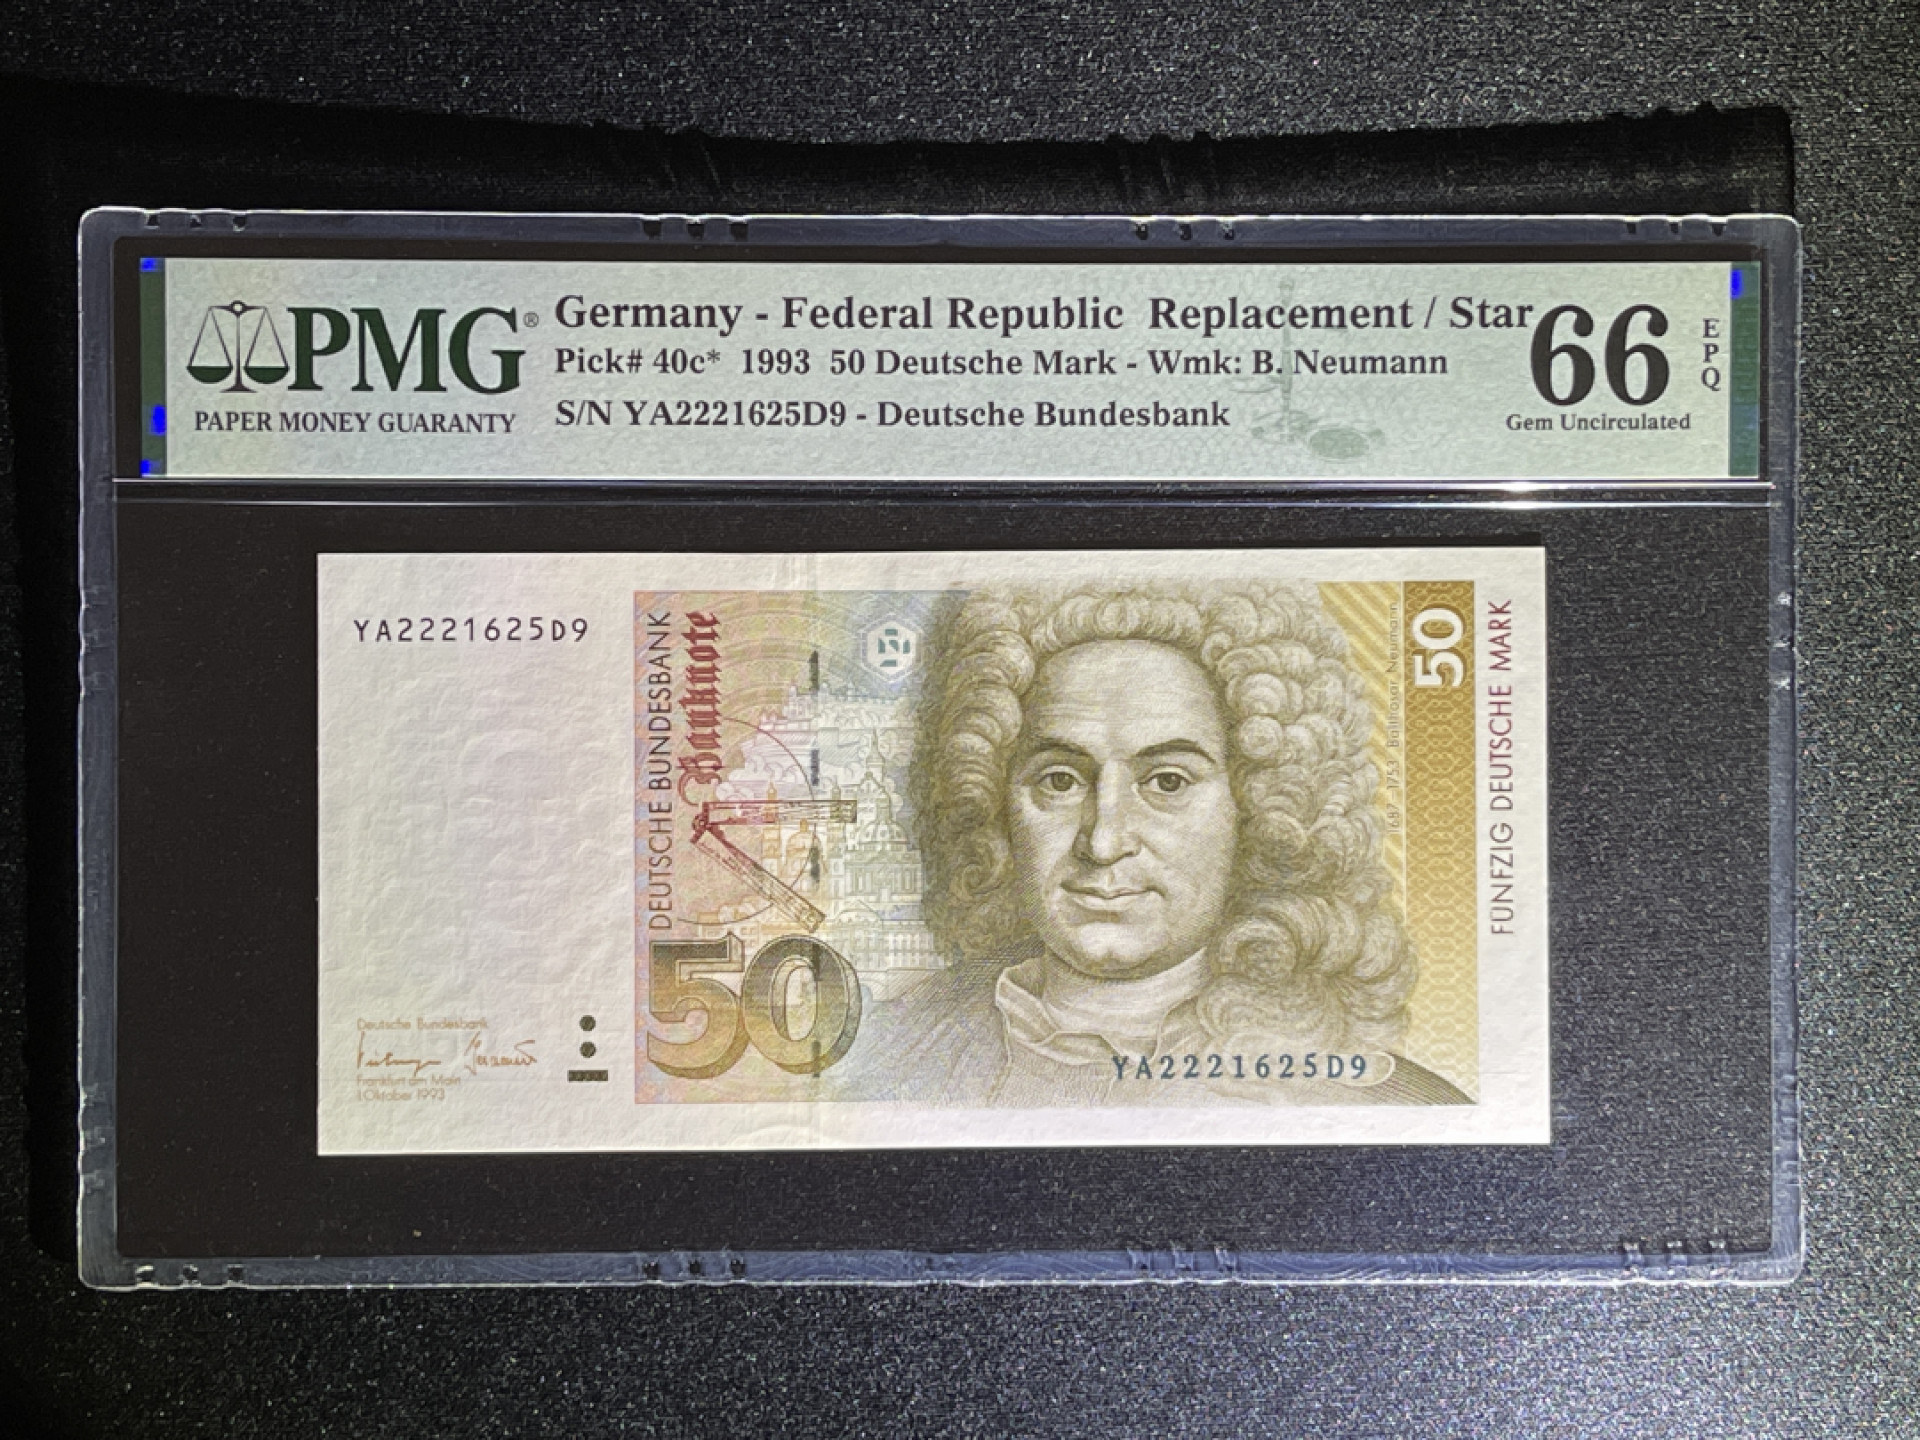 PMG®
PAPER MONEY GUARANTY
Germany - Federal Republic Replacement / Star
Pick# 40c* 1993 50 Deutsche Mark - Wmk: B. Neumann
S/N YA2221625D9 - Deutsche Bundesbank
66
EPQ
Gem Uncirculated
YA2221625D9
DEUTSCHE BUNDESBANK
Banknote
50
1687-1753 Balthasar Neumann
50
FÜNFZIG DEUTSCHE MARK
Deutsche Bundesbank
Frankfurt am Main
1.Oktober 1993
YA2221625D9